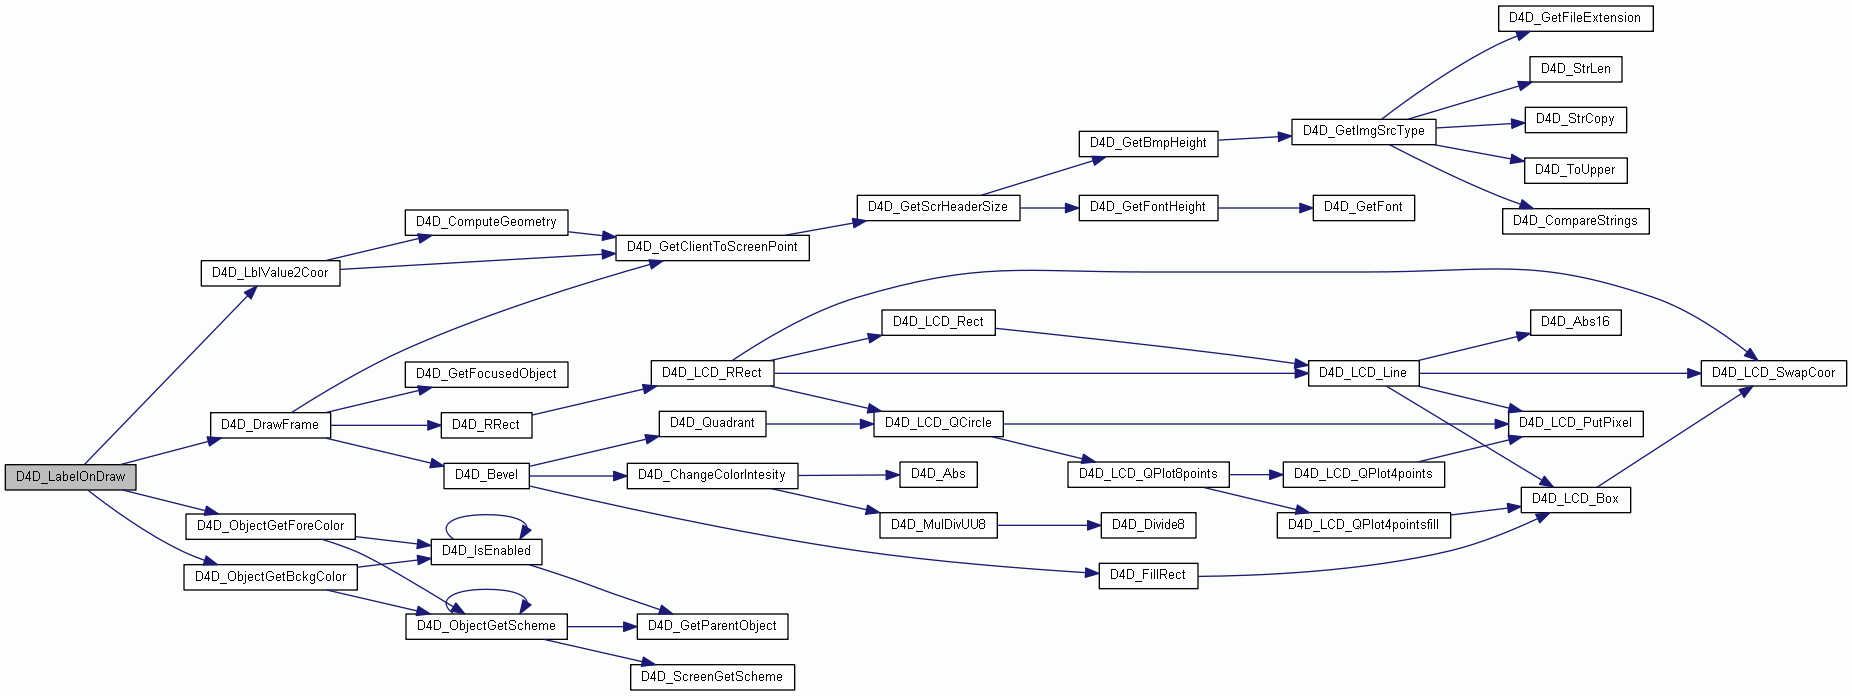 D4D_GetFileExtension
D4D_StrLen
D4D_StrCopy
D4D_GetImgSrcType
D4D_GetBmpHeight
D4D_ToUpper
D4D_GetScrHeaderSize
D4D_GetFontHeight
D4D_GetFont
D4D_CompareStrings
D4D_ComputeGeometry
D4D_GetClientToScreenPoint
D4D_LblValue2Coor
D4D_LCD_Rect
D4D_Abs16
D4D_GetFocusedObject
D4D_LCD_RRect
D4D_LCD_Line
D4D_LCD_SwapCoor
D4D_DrawFrame
D4D_RRect
D4D_Quadrant
D4D_LCD_QCircle
D4D_LCD_PutPixel
D4D_LabelOnDraw
D4D_Bevel
D4D_ChangeColorIntesity
D4D_Abs
D4D_LCD_QPlot8points
D4D_LCD_QPlot4points
D4D_LCD_Box
D4D_ObjectGetForeColor
D4D_MulDivUU8
D4D_Divide8
D4D_LCD_QPlot4pointsfill
D4D_IsEnabled
D4D_ObjectGetBckgColor
D4D_FillRect
D4D_ObjectGetScheme
D4D_GetParentObject
D4D_ScreenGetScheme